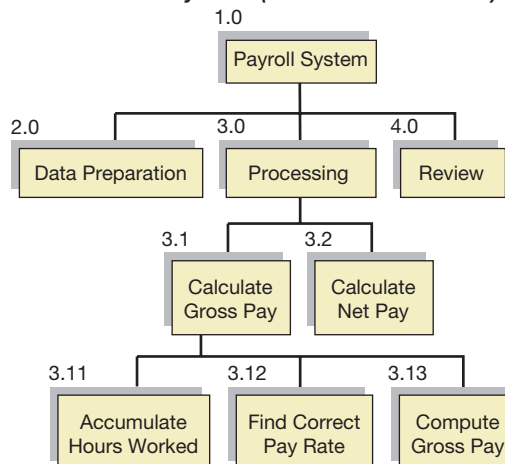 1.0
Payroll System
2.0
3.0
4.0
Data Preparation
Processing
Review
3.1
3.2
Calculate
Gross Pay
Calculate
Net Pay
3.11
3.12
3.13
Accumulate
Hours Worked
Find Correct
Pay Rate
Compute
Gross Pay